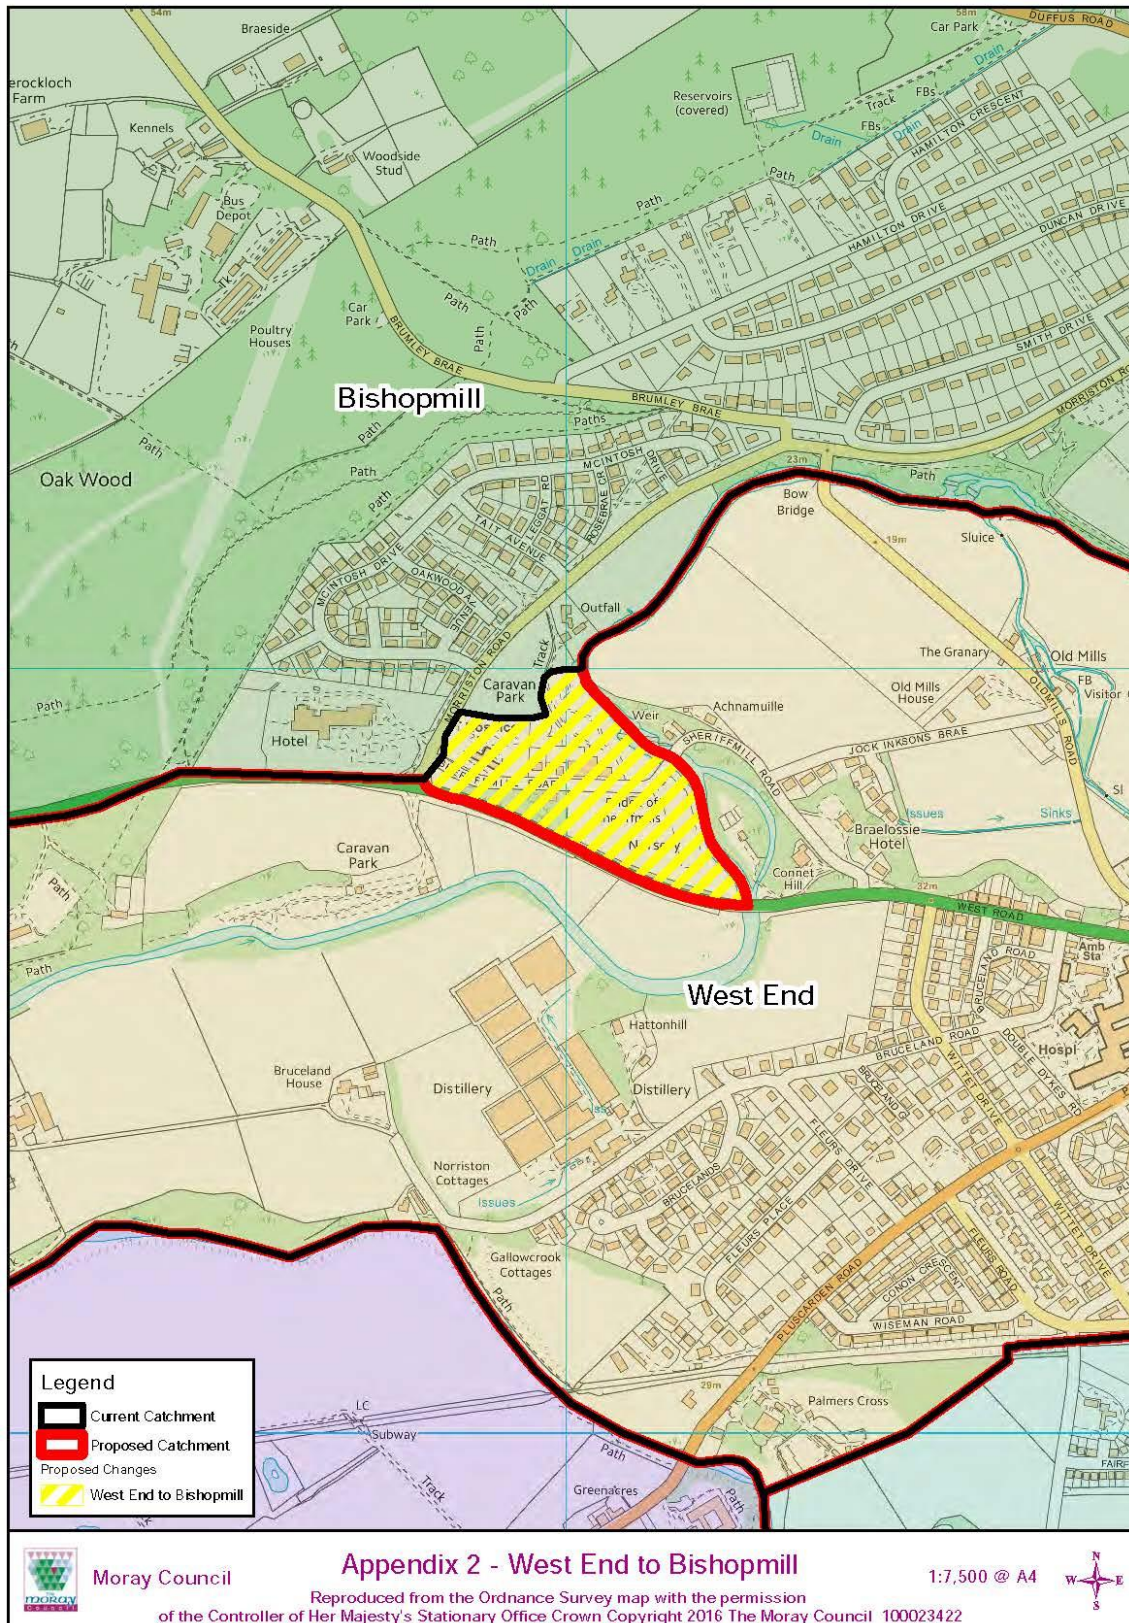 54m
Braeside
58m
DUFFUS ROAD
Car Park
erockloch
Farm
Reservoirs
(covered)
Track
FBs
Drain
Kennels
FBs
Drain
Drain
HAMILTON CRESCENT
Woodside
Stud
Bus
Depot
Path
Path
HAMILTON DRIVE
DUNCAN DRIVE
Drain
Drain
Path
Path
Car
Park
Path
Poultry
Houses
BRUMLEY BRAE
SMITH DRIVE
Bishopmill
BRUMLEY BRAE
MORRISTON RO
Paths
Path
Path
MCINTOSH DRIVE
23m
Path
Path
Oak Wood
Path
LEGGAT RD
ROSEBRAE CR
Bow
Bridge
TAIT AVENUE
Sluice
19m
MCINTOSH DRIVE
OAKWOOD AVENUE
Outfall
MORRISTON ROAD
Track
The Granary
Old Mills
FB
Visitor
Caravan
Park
Old Mills
House
OLDMILLS ROAD
Path
Achnamuille
Weir
Hotel
SHERIFFMILL ROAD
JOCK INKSONS BRAE
Issues
Sinks
Braelossie
Hotel
Caravan
Park
Nursery
Connet
Hill
Path
32m
WEST ROAD
Path
Amb
Sta
BRUCELAND ROAD
West End
Hattonhill
BRUCELAND ROAD
DOUBLE DYKES RD
Hospl
Bruceland
House
Distillery
Distillery
WITTET DRIVE
Iss
FLEURS DRIVE
Norriston
Cottages
Issues
BRUCELANDS
FLEURS PLACE
WITTET DRIVE
FLEURS ROAD
Gallowcrook
Cottages
Path
CONON CRESCENT
PLUSCARDEN ROAD
WISEMAN ROAD
29m
Palmers Cross
LC
Subway
Path
Track
Greenacres
Path
FAIRF
Legend
Current Catchment
Proposed Catchment
Proposed Changes
West End to Bishopmill
Moray Council
Appendix 2 - West End to Bishopmill
1:7,500 @ A4
N
W
E
S
Reproduced from the Ordnance Survey map with the permission
of the Controller of Her Majesty's Stationary Office Crown Copyright 2016 The Moray Council 100023422